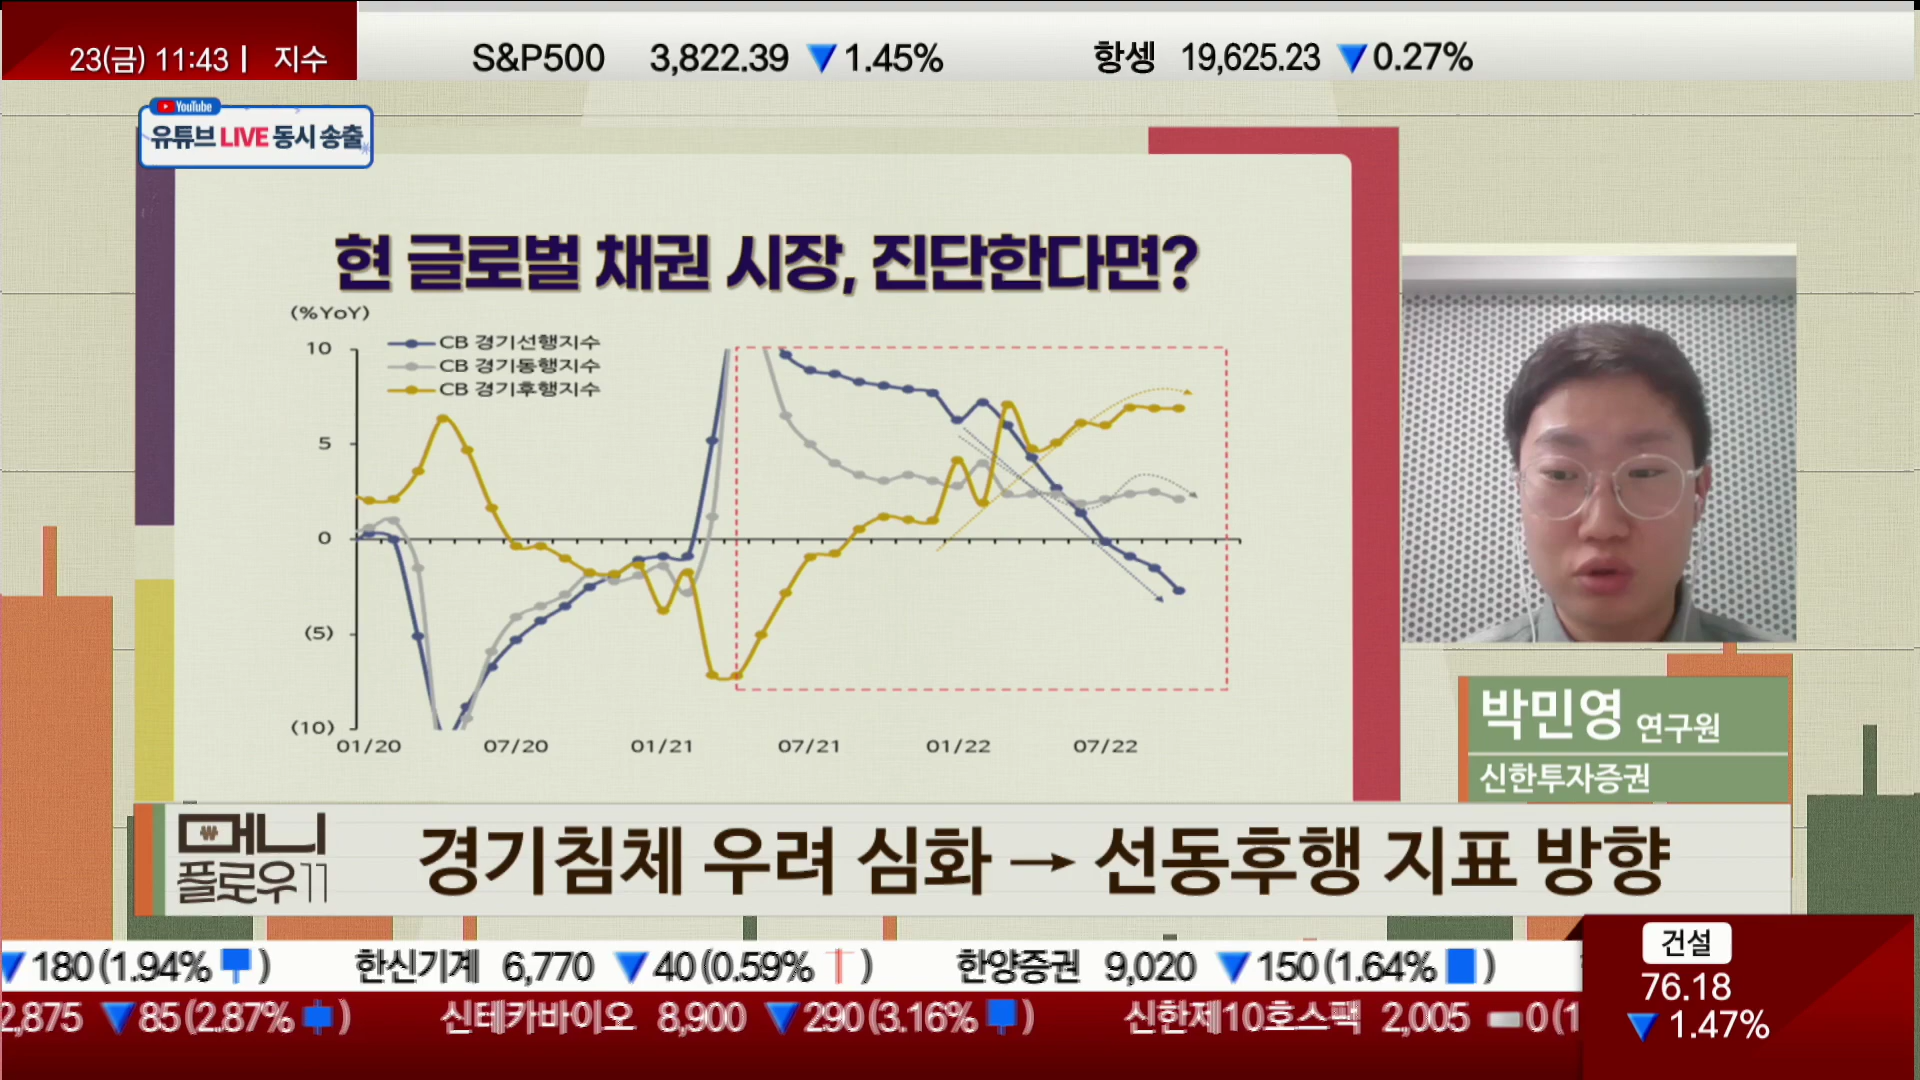 23(금) 11:43 | 지수
S&P500 3,822.39 ▼ 1.45%
항셍 19,625.23 ▼ 0.27%
YouTube
유튜브 LIVE 동시 송출
현 글로벌 채권 시장, 진단한다면?
(%YoY)
CB 경기선행지수
CB 경기동행지수
CB 경기후행지수
10
5
0
(5)
(10)
01/20 07/20 01/21 07/21 01/22 07/22
박민영 연구원
신한투자증권
머니
플로우11
경기침체 우려 심화 → 선동후행 지표 방향
▼ 180 (1.94% ) 한신기계 6,770 ▼ 40 (0.59% ) 한양증권 9,020 ▼ 150 (1.64% )
2,875 ▼ 85 (2.87% ) 신테카바이오 8,900 ▼ 290 (3.16% ) 신한제10호스팩 2,005 0 (1
건설
76.18
▼ 1.47%